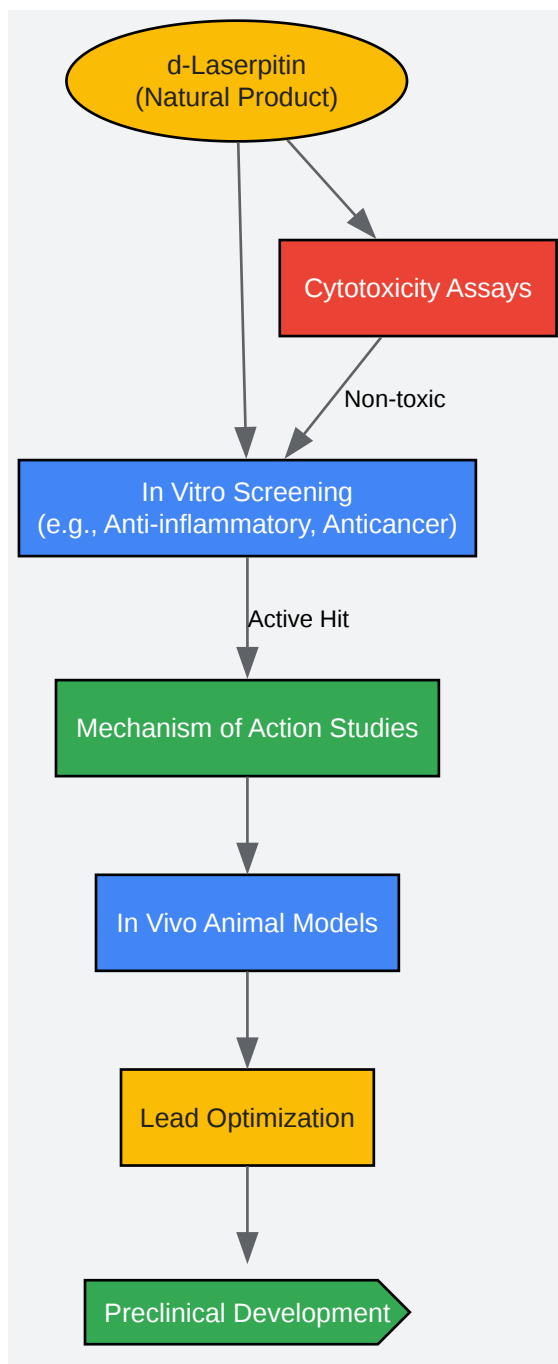 d-Laserpitin
(Natural Product)
Cytotoxicity Assays
Non-toxic
In Vitro Screening
(e.g., Anti-inflammatory, Anticancer)
Active Hit
Mechanism of Action Studies
In Vivo Animal Models
Lead Optimization
Preclinical Development